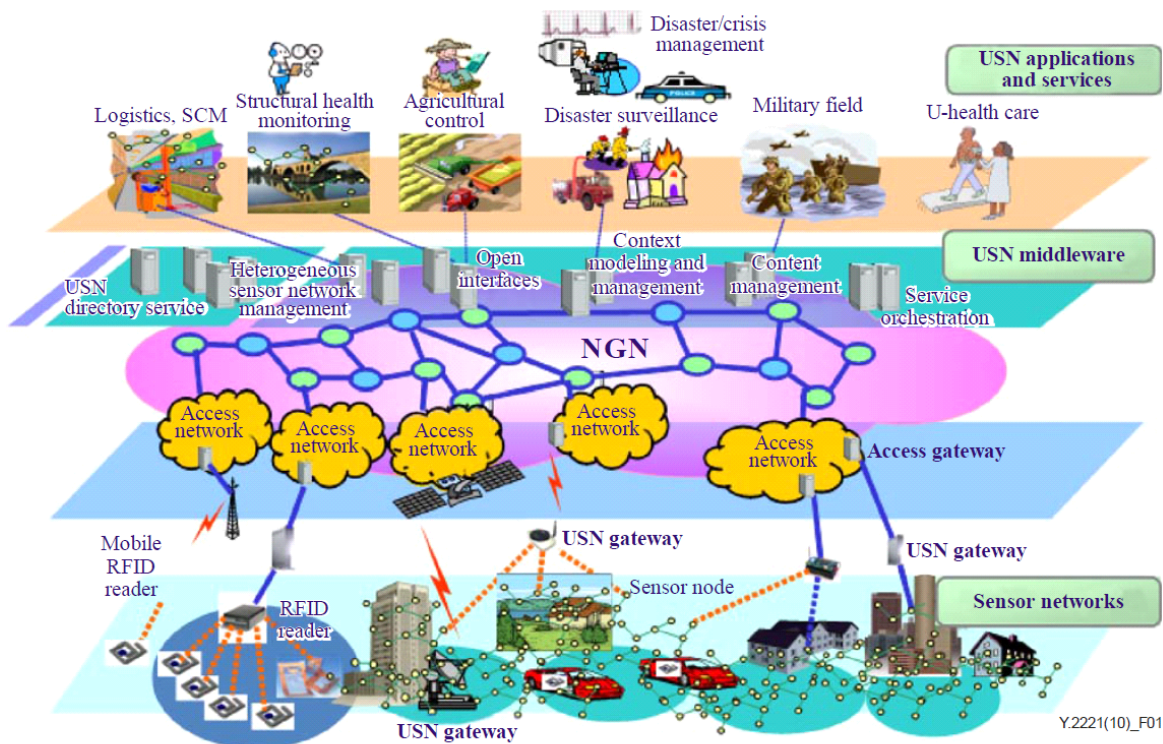 Disaster/crisis
management
USN applications
and services
Logistics, SCM
Structural health
monitoring
Agricultural
control
POLICE
Disaster surveillance
Military field
U-health care
USN middleware
USN
directory service
Heterogeneous
sensor network
management
Open
interfaces
Context
modeling and
management
Content
management
Service
orchestration
NGN
Access
network
Access
network
Access
network
Access
network
Access
network
Access gateway
Mobile
RFID
reader
RFID
reader
USN gateway
Sensor node
USN gateway
Sensor networks
USN gateway
Y.2221(10)_F01